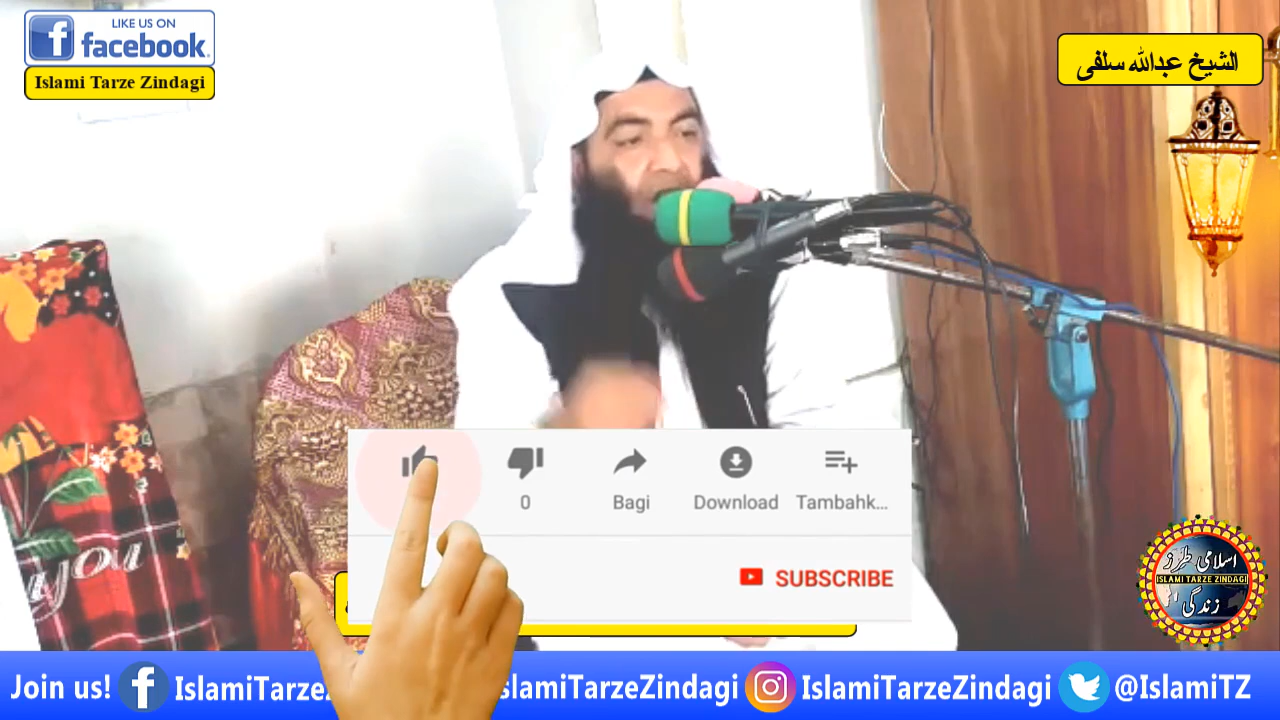 LIKE US ON
facebook
Islami Tarze Zindagi
الشیخ عبداللہ سلفی
you
0
Bagi
Download
Tambahk...
SUBSCRIBE
اسلامی طرز
ISLAMI TARZE ZINDAGI
زندگی
Join us!
IslamiTarzeZ
slamiTarzeZindagi
IslamiTarzeZindagi
@IslamiTZ